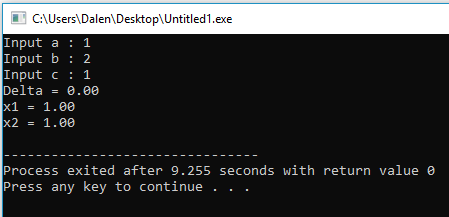 C:\Users\Dalen\Desktop\Untitled1.exe
Input a : 1
Input b : 2
Input c : 1
Delta = 0.00
x1 = 1.00
x2 = 1.00
--------------------------------
Process exited after 9.255 seconds with return value 0
Press any key to continue . . .